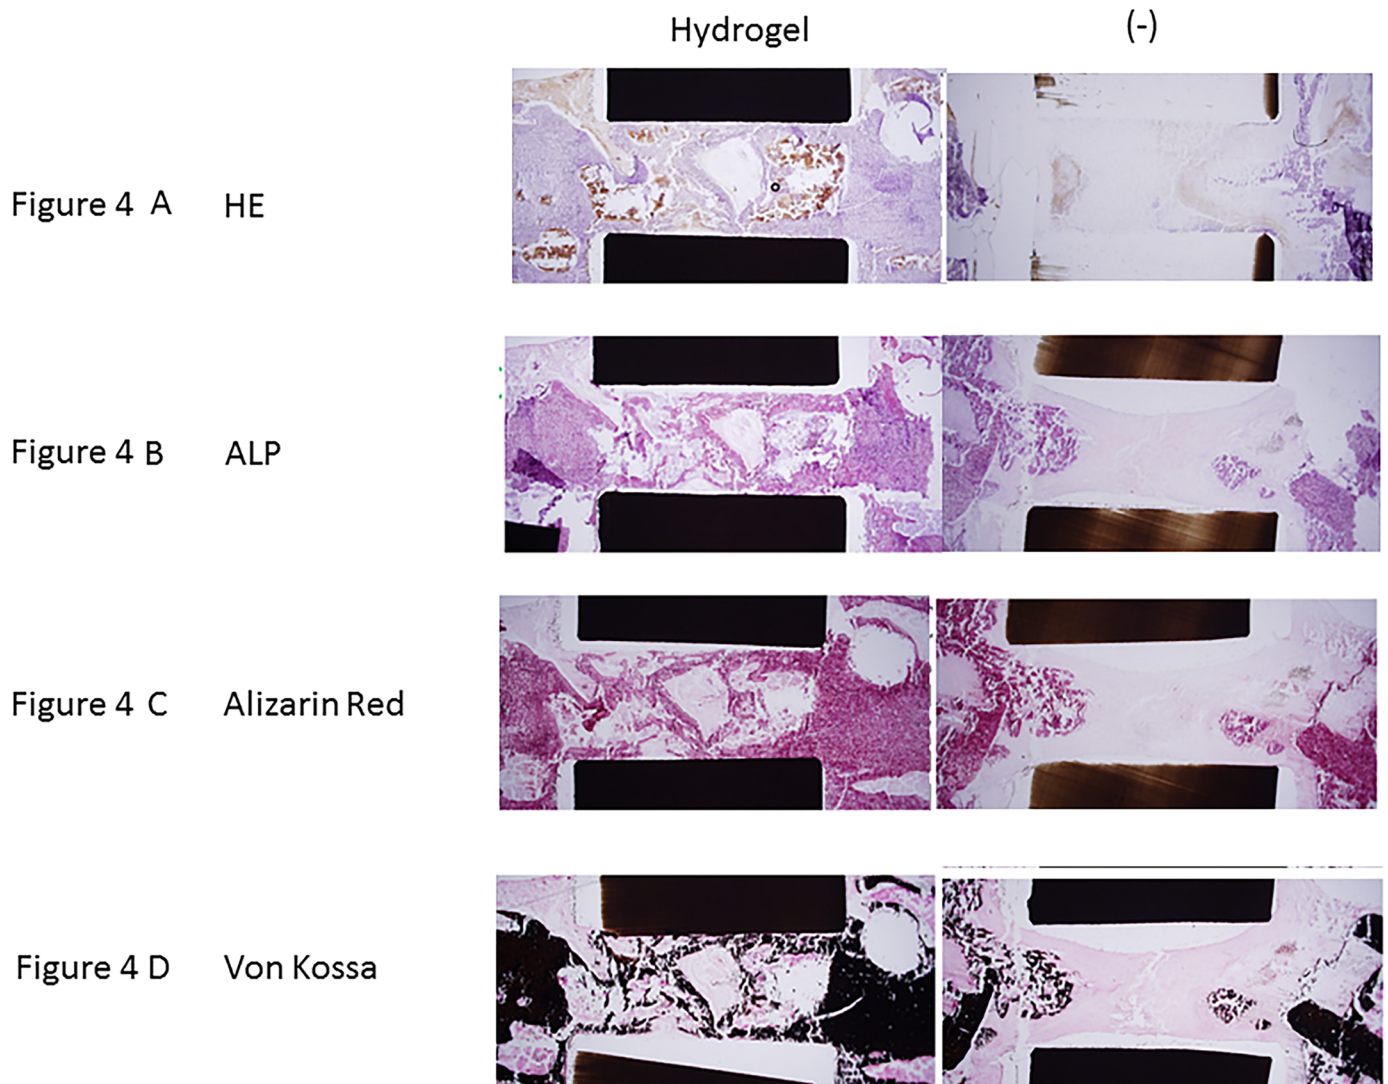 Hydrogel (-)
Figure 4 A HE
Figure 4 B ALP
Figure 4 C Alizarin Red
Figure 4 D Von Kossa